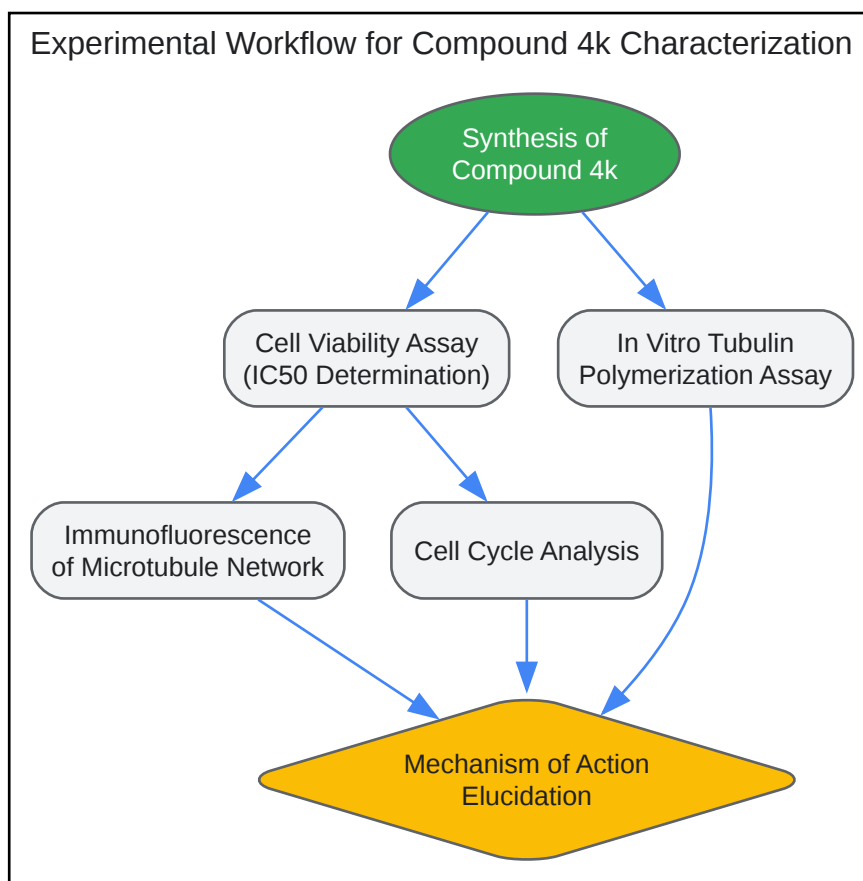 Experimental Workflow for Compound 4k Characterization
Synthesis of
Compound 4k
Cell Viability Assay
(IC50 Determination)
In Vitro Tubulin
Polymerization Assay
Immunofluorescence
of Microtubule Network
Cell Cycle Analysis
Mechanism of Action
Elucidation